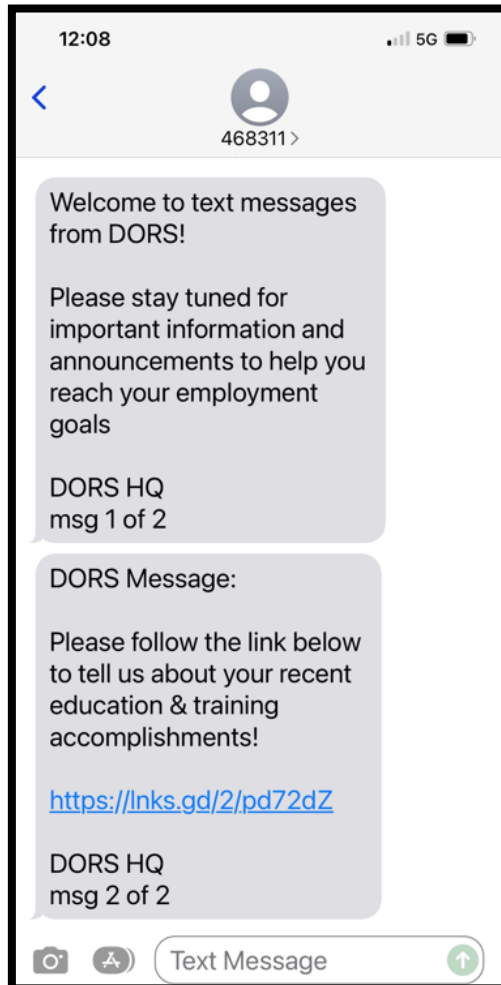 12:08
5G
468311 >
Welcome to text messages
from DORS!
Please stay tuned for
important information and
announcements to help you
reach your employment
goals
DORS HQ
msg 1 of 2
DORS Message:
Please follow the link below
to tell us about your recent
education & training
accomplishments!
https://lnks.gd/2/pd72dZ
DORS HQ
msg 2 of 2
Text Message